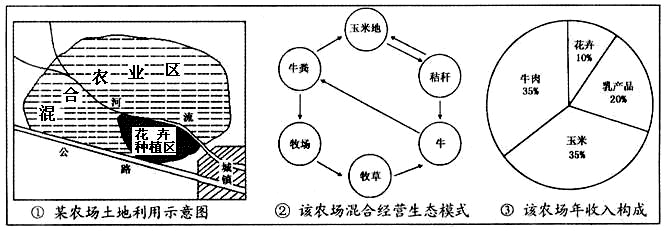 混合农业区
河流
花卉
种植区
公路
城镇
① 某农场土地利用示意图
玉米地
牛粪
秸秆
牧场
牛
牧草
② 该农场混合经营生态模式
花卉
10%
牛肉
35%
乳产品
20%
玉米
35%
③ 该农场年收入构成